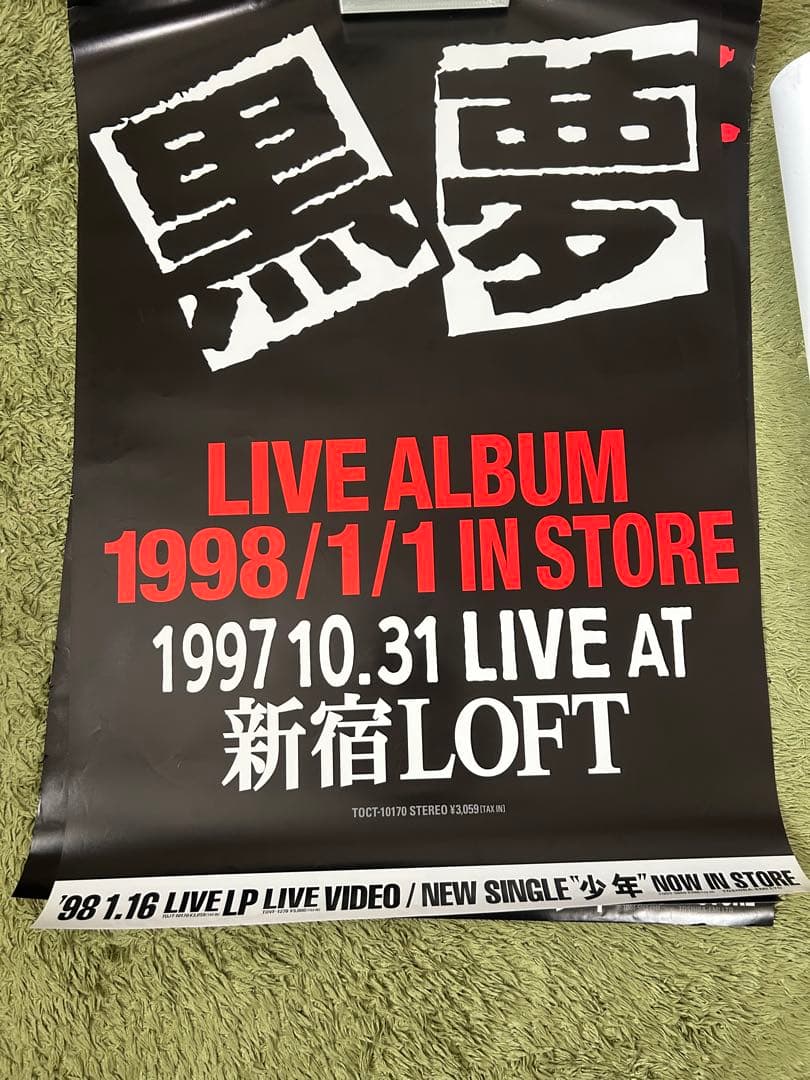 黒夢
LIVE ALBUM
1998/1/1 IN STORE
1997 10.31 LIVE AT
新宿LOFT
TOCT-10170 STEREO ¥3,059[TAX IN]
'98 1.16 LIVE LP LIVE VIDEO / NEW SINGLE "少年" NOW IN STORE